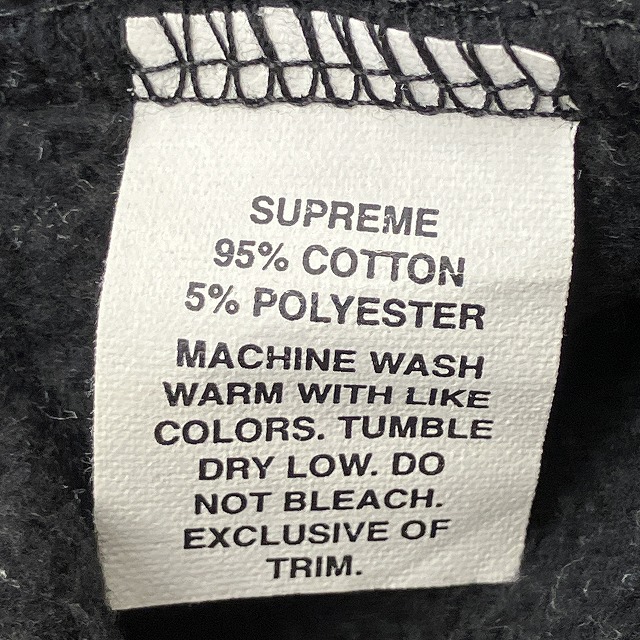 SUPREME
95% COTTON
5% POLYESTER
MACHINE WASH
WARM WITH LIKE
COLORS. TUMBLE
DRY LOW. DO
NOT BLEACH.
EXCLUSIVE OF
TRIM.